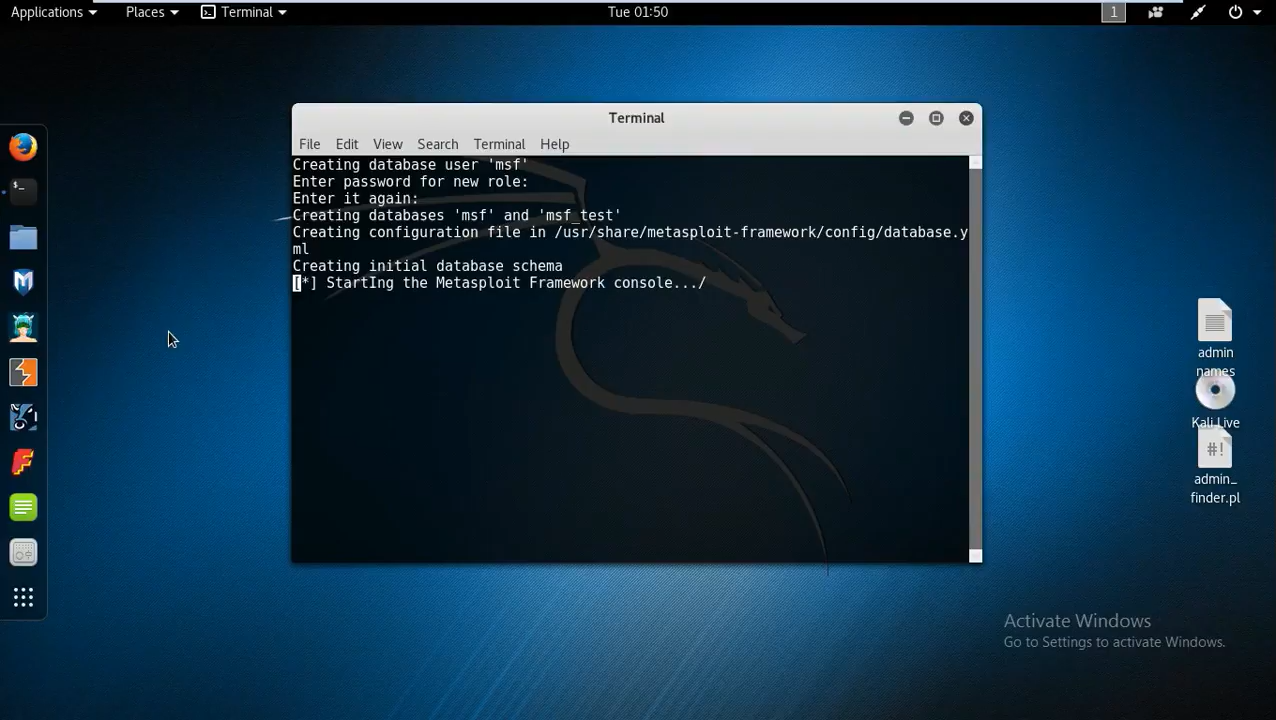 Applications
Places
Terminal
Tue 01:50
1
Terminal
File Edit View Search Terminal Help
Creating database user 'msf'
Enter password for new role:
Enter it again:
Creating databases 'msf' and 'msf_test'
Creating configuration file in /usr/share/metasploit-framework/config/database.y
ml
Creating initial database schema
[*] StartIng the Metasploit Framework console.../
$_
admin
names
Kali Live
#!
admin_
finder.pl
Activate Windows
Go to Settings to activate Windows.